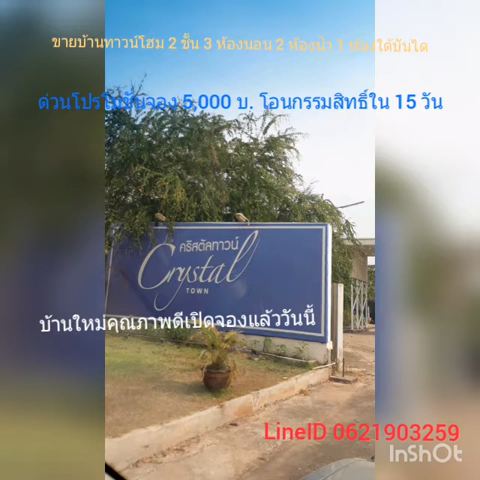 ขายบ้านทาวน์โฮม 2 ชั้น 3 ห้องนอน 2 ห้องน้ำ 1 ห้องใต้บันได
ด่วนโปรโมชั่นจอง 5,000 บ. โอนกรรมสิทธิ์ใน 15 วัน
คริสตัลทาวน์
Crystal
TOWN
บ้านใหม่คุณภาพดีเปิดจองแล้ววันนี้
LineID 0621903259
InShOt